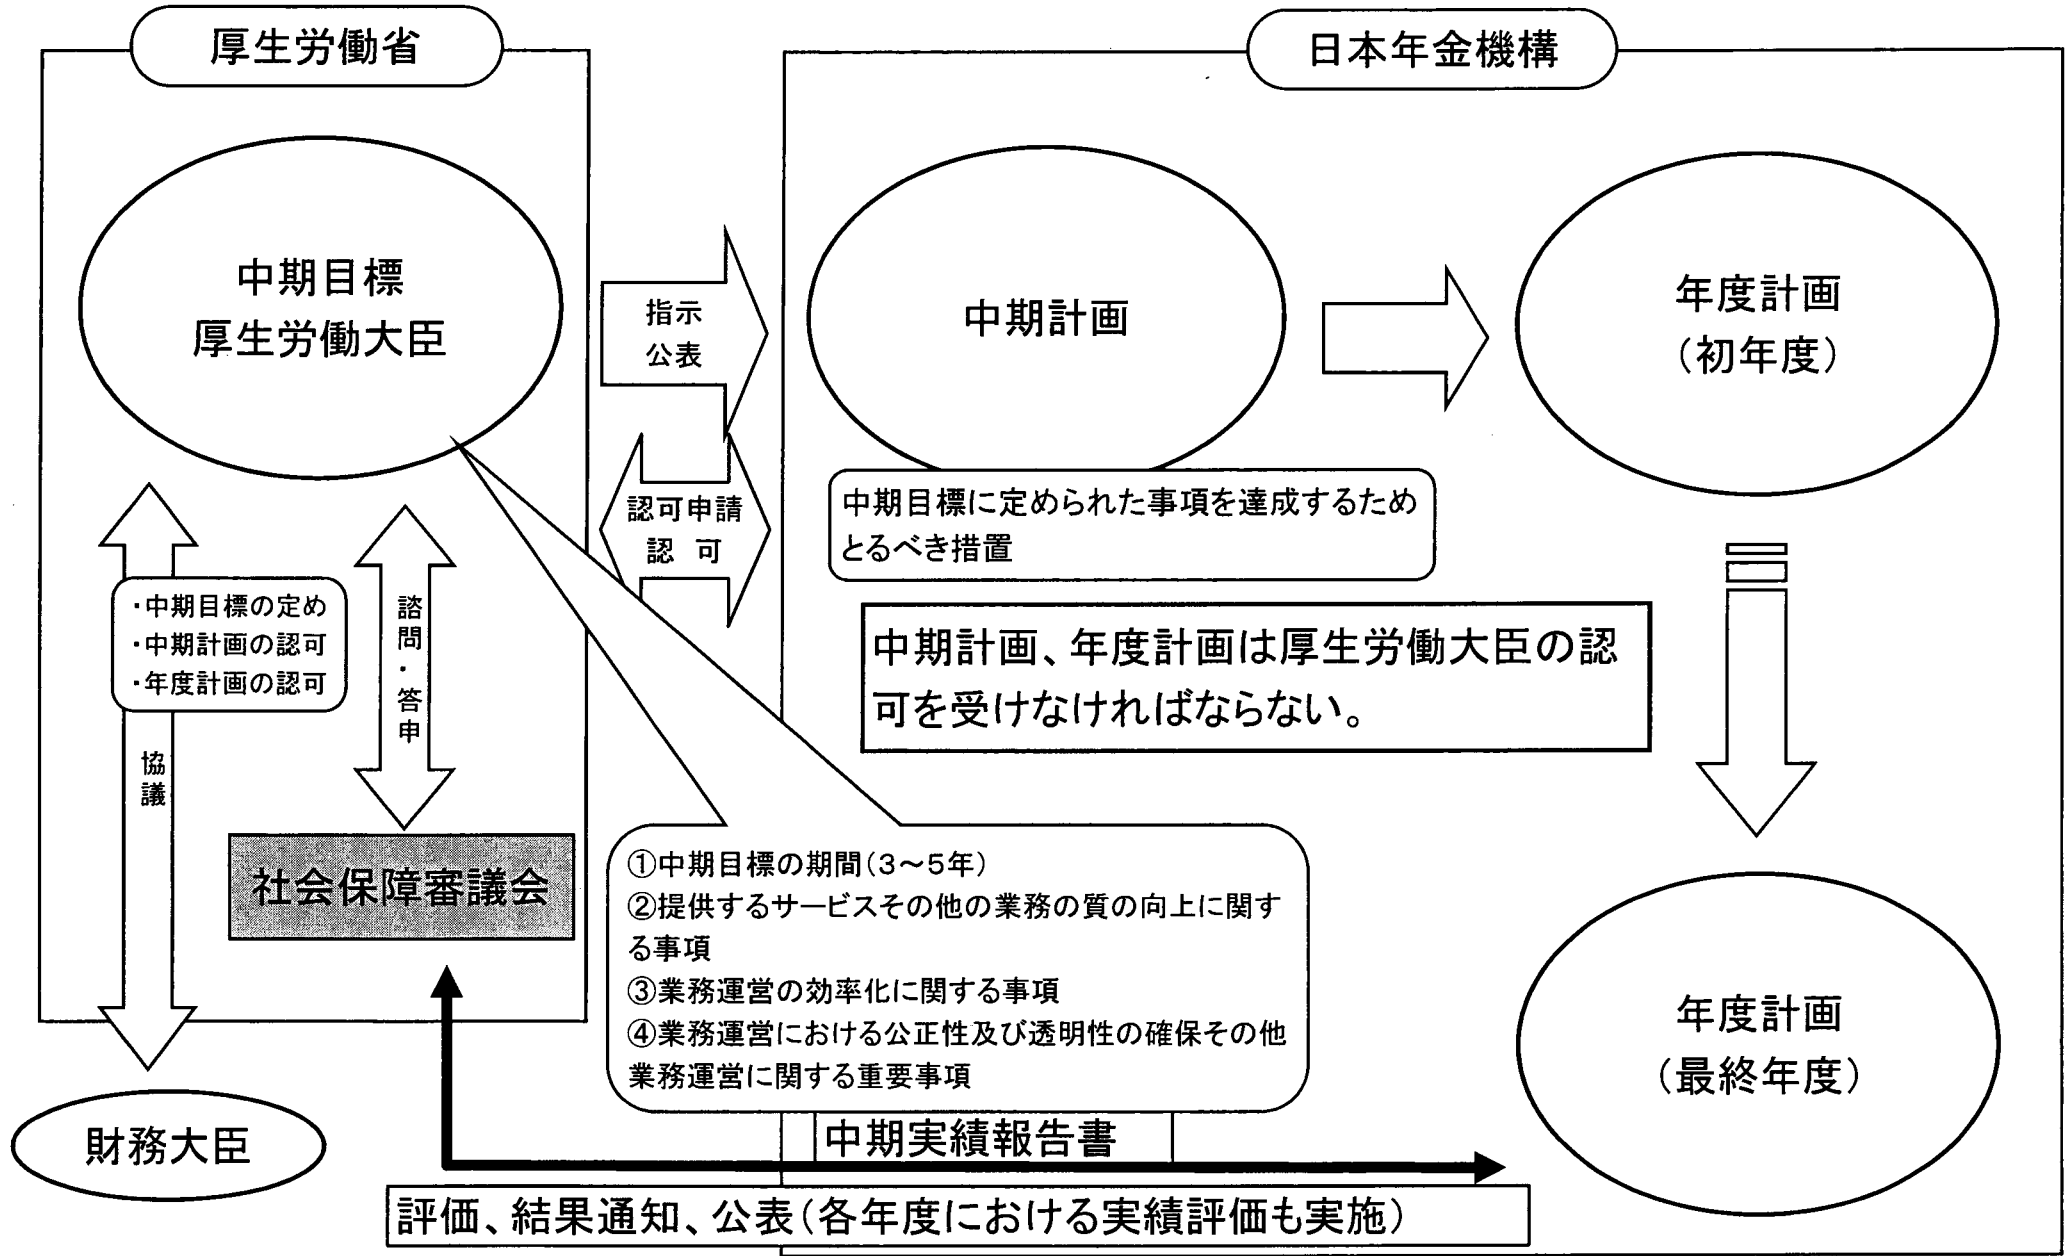 厚生労働省
日本年金機構
中期目標
厚生労働大臣
指示
公表
中期計画
年度計画
（初年度）
認可申請
認 可
中期目標に定められた事項を達成するため
とるべき措置
・中期目標の定め
・中期計画の認可
・年度計画の認可
諮問・答申
協議
中期計画、年度計画は厚生労働大臣の認
可を受けなければならない。
社会保障審議会
①中期目標の期間（3～5年）
②提供するサービスその他の業務の質の向上に関す
る事項
③業務運営の効率化に関する事項
④業務運営における公正性及び透明性の確保その他
業務運営に関する重要事項
年度計画
（最終年度）
財務大臣
中期実績報告書
評価、結果通知、公表（各年度における実績評価も実施）